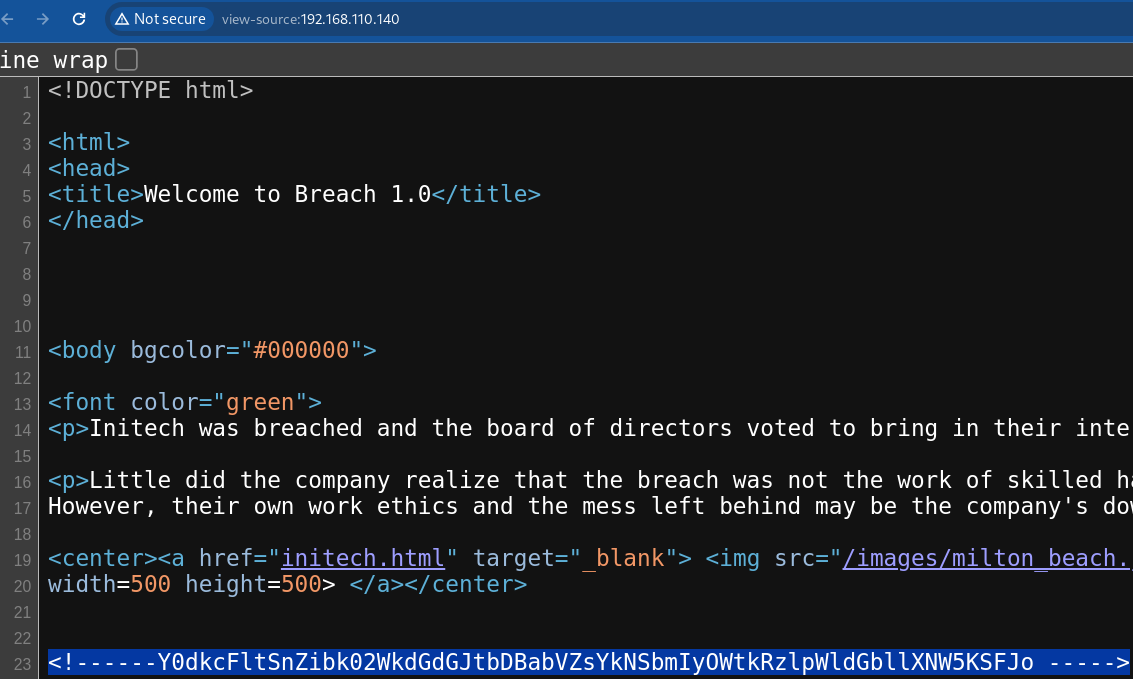 Not secure view-source:192.168.110.140
ine wrap
1 <!DOCTYPE html>
2
3 <html>
4 <head>
5 <title>Welcome to Breach 1.0</title>
6 </head>
7
8
9
10
11 <body bgcolor="#000000">
12
13 <font color="green">
14 <p>Initech was breached and the board of directors voted to bring in their inte
15
16 <p>Little did the company realize that the breach was not the work of skilled ha
17 However, their own work ethics and the mess left behind may be the company's dow
18
19 <center><a href="initech.html" target="_blank"> <img src="/images/milton_beach.
20 width=500 height=500> </a></center>
21
22
23 <!------Y0dkcFltSnZibk02WkdGdGJtbDBabVZsYkNSbmIyOWtkRzlpWldGbllXNW5KSFJo ----->